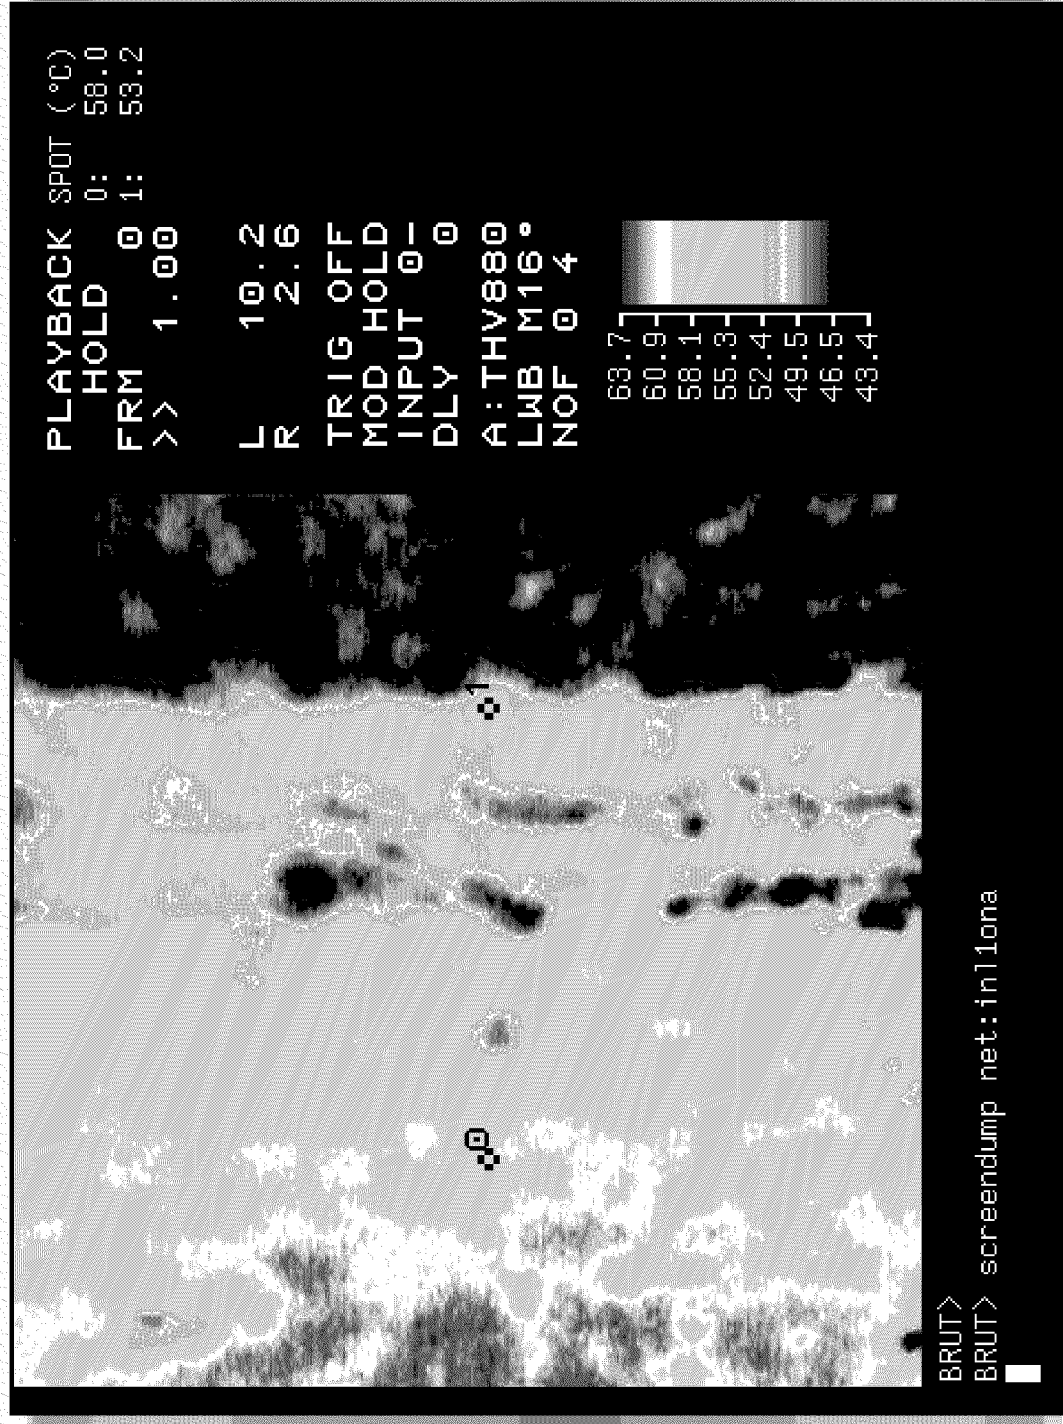 PLAYBACK SPOT (°C)
HOLD 0: 58.0
FRM 0 1: 53.2
>> 1.00
L 10.2
R 2.6
TRIG OFF
MOD HOLD
INPUT 0-
DLY 0
A:THV880
LWB M16°
NOF 0 4
63.7
60.9
58.1
55.3
52.4
49.5
46.5
43.4
1
0
BRUT>
BRUT> screendump net:inl1ona